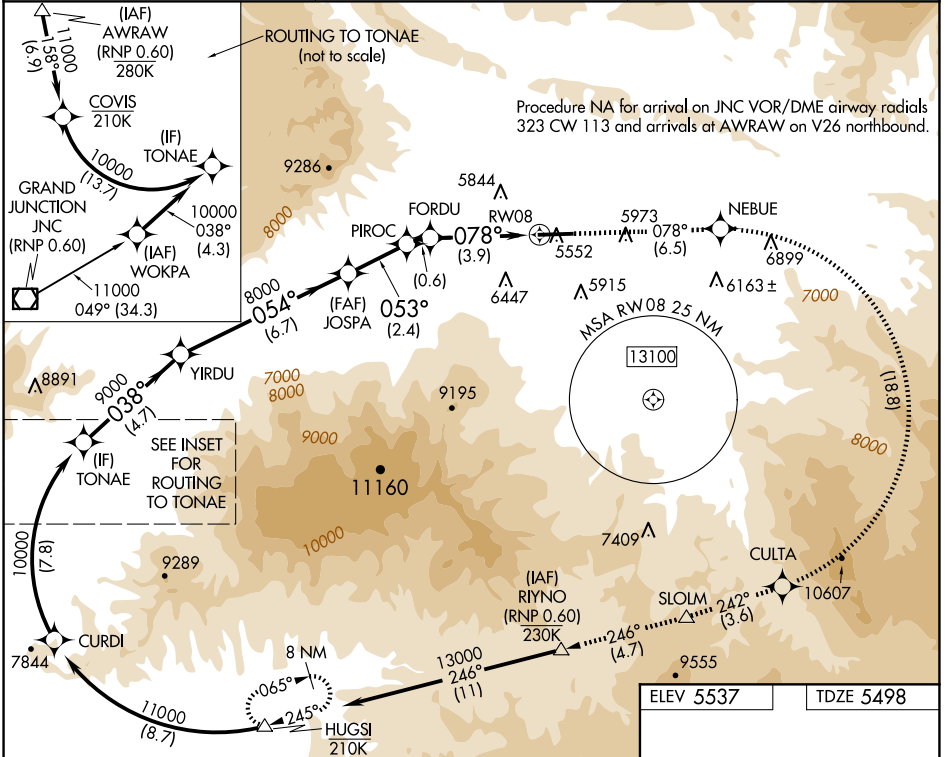 (IAF)
AWRAW
(RNP 0.60)
280K
11000
158°
(6.9)
COVIS
210K
10000
(13.7)
(IF)
TONAE
GRAND
JUNCTION
JNC
(RNP 0.60)
10000
038°
(4.3)
(IAF)
WOKPA
11000
049° (34.3)
ROUTING TO TONAE
(not to scale)
Procedure NA for arrival on JNC VOR/DME airway radials
323 CW 113 and arrivals at AWRAW on V26 northbound.
9286
8000
5844
PIROC
FORDU
RW08
5973
NEBUE
078°
(3.9)
5552
078°
(6.5)
6899
(0.6)
6447
5915
6163 ±
7000
8000
054°
(6.7)
(FAF)
JOSPA
053°
(2.4)
MSA RW08 25 NM
13100
(18.8)
8000
8891
9000
038°
(4.7)
YIRDU
7000
8000
9195
9000
11160
10000
(IF)
TONAE
SEE INSET
FOR
ROUTING
TO TONAE
10000
(7.8)
9289
7409
CULTA
10607
(IAF)
RIYNO
(RNP 0.60)
230K
SLOLM
242°
(3.6)
246°
(4.7)
9555
CURDI
7844
13000
246°
(11)
8 NM
065°
245°
11000
(8.7)
HUGSI
210K
ELEV 5537
TDZE 5498